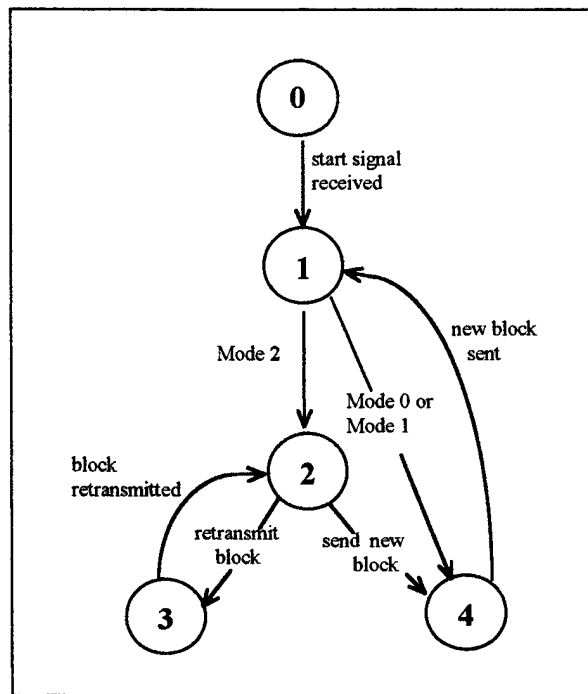 0
start signal
received
1
new block
sent
Mode 2
Mode 0 or
Mode 1
block
retransmitted
2
retransmit
block
send new
block
3
4